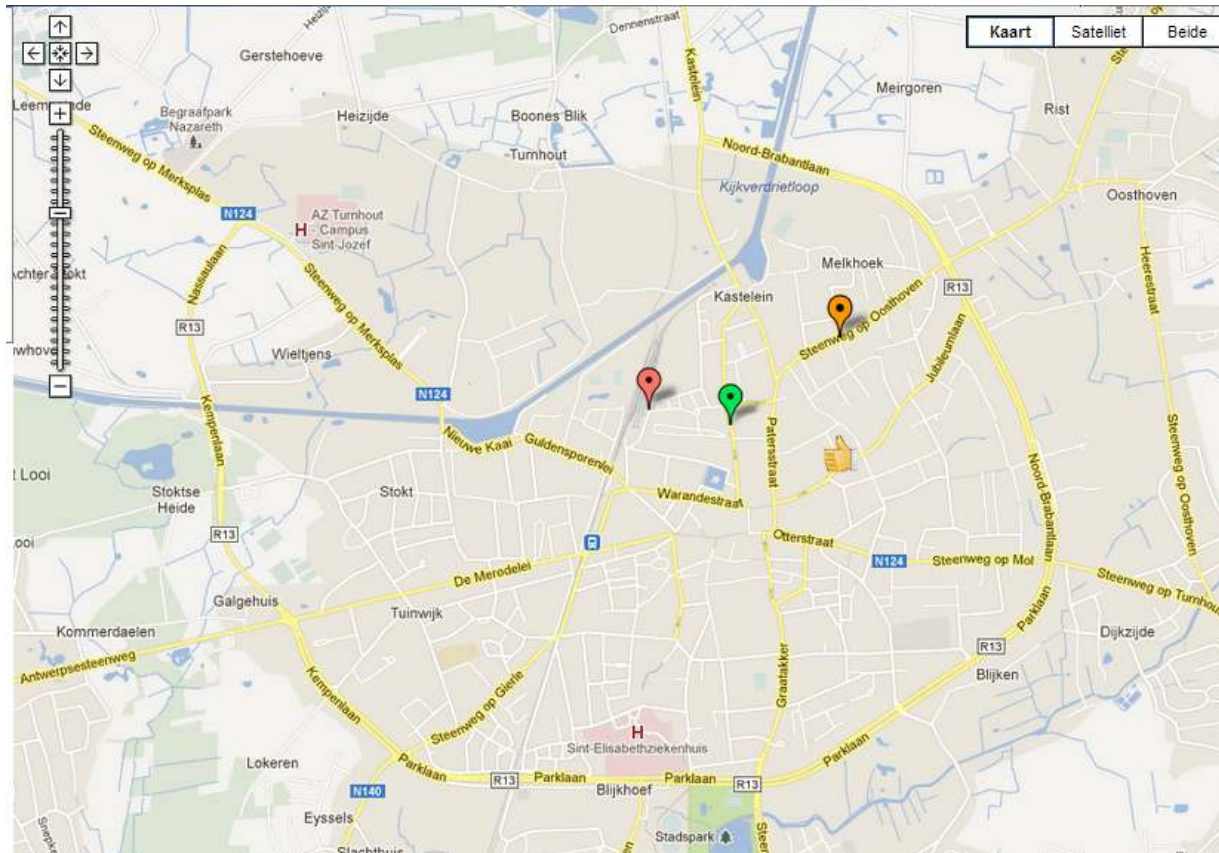 Kaart
Satelliet
Beide
Dennenstraat
Gerstehoeve
Kastelein
Meirgoren
Rist
Begraafpark
Nazareth
Heizijde
Boones Blik
Turnhout
Noord-Brabantlaan
Steenweg op Merksplas
Kijkverdrietloop
Oosthoven
N124
H
AZ Turnhout
- Campus
Sint Jozef
Nassaulaan
Steenweg op Merksplas
Melkhoek
Heerestraat
R13
Kastelein
R13
Steenweg op Oosthoven
Jubileumlaan
Wieltjens
N124
Kempenlaan
Nieuwe Kaai
Guldensporenlei
Patersstraat
Noord-Brabantlaan
Steenweg op Oosthoven
t Looi
Stoktse
Heide
Stokt
Warandestraat
R13
Otterstraat
N124
Steenweg op Mol
De Merodelei
Steenweg op Turnhou
Galgehuis
Tuinwijk
Kommerdaelen
Parklaan
Dijkzijde
R13
Antwerpsesteenweg
Blijken
Graatakker
Kempenlaan
Steenweg op Gierle
H
Sint-Elisabethziekenhuis
Lokeren
Parklaan
R13
Parklaan
Parklaan
R13
Parklaan
N140
Blijkhoef
Eyssels
Stadspark